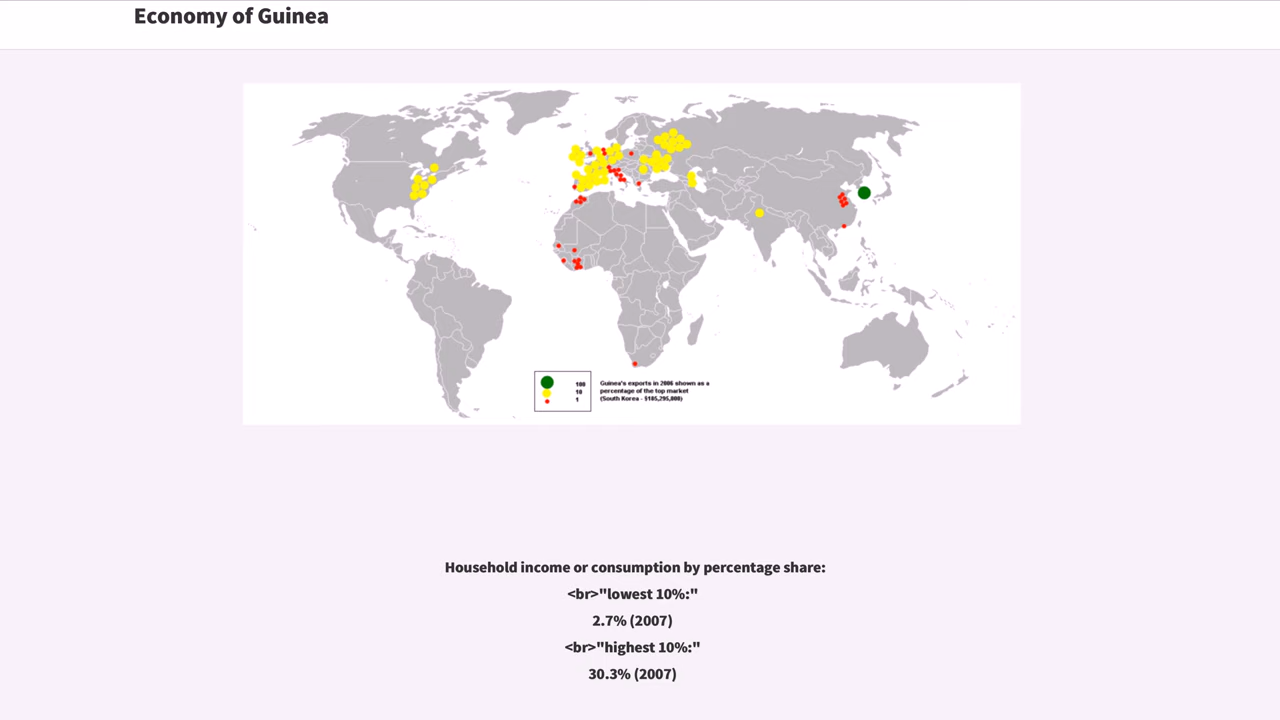 Economy of Guinea
100
10
1
Guinea's exports in 2006 shown as a
percentage of the top market
(South Korea - $185,295,000)
Household income or consumption by percentage share:
<br>"lowest 10%:"
2.7% (2007)
<br>"highest 10%:"
30.3% (2007)